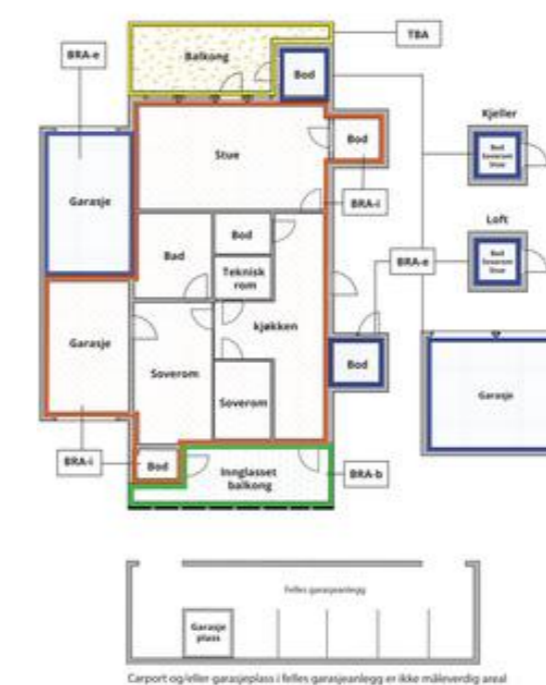 TBA
Balkong
BRA-e
Bod
Kjeller
Bod
Stue
Bod
Soverom
Stue
Garasje
BRA-i
Loft
Bod
Bad
Teknisk
rom
BRA-e
Bod
Soverom
Stue
kjøkken
Garasje
Bod
Soverom
Soverom
Garasje
BRA-i
Bod
Innglasset
balkong
BRA-b
Felles garasjeanlegg
Garasje
plass
Carport og/eller garasjeplass i felles garasjeanlegg er ikke måleverdig areal